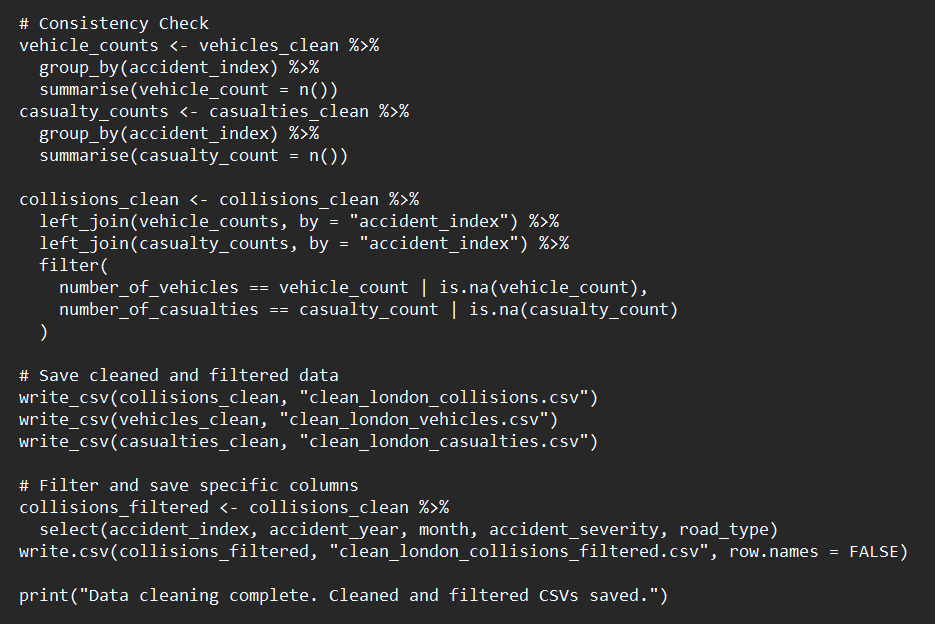 # Consistency Check
vehicle_counts <- vehicles_clean %>%
  group_by(accident_index) %>%
  summarise(vehicle_count = n())
casualty_counts <- casualties_clean %>%
  group_by(accident_index) %>%
  summarise(casualty_count = n())

collisions_clean <- collisions_clean %>%
  left_join(vehicle_counts, by = "accident_index") %>%
  left_join(casualty_counts, by = "accident_index") %>%
  filter(
    number_of_vehicles == vehicle_count | is.na(vehicle_count),
    number_of_casualties == casualty_count | is.na(casualty_count)
  )

# Save cleaned and filtered data
write_csv(collisions_clean, "clean_london_collisions.csv")
write_csv(vehicles_clean, "clean_london_vehicles.csv")
write_csv(casualties_clean, "clean_london_casualties.csv")

# Filter and save specific columns
collisions_filtered <- collisions_clean %>%
  select(accident_index, accident_year, month, accident_severity, road_type)
write.csv(collisions_filtered, "clean_london_collisions_filtered.csv", row.names = FALSE)

print("Data cleaning complete. Cleaned and filtered CSVs saved.")